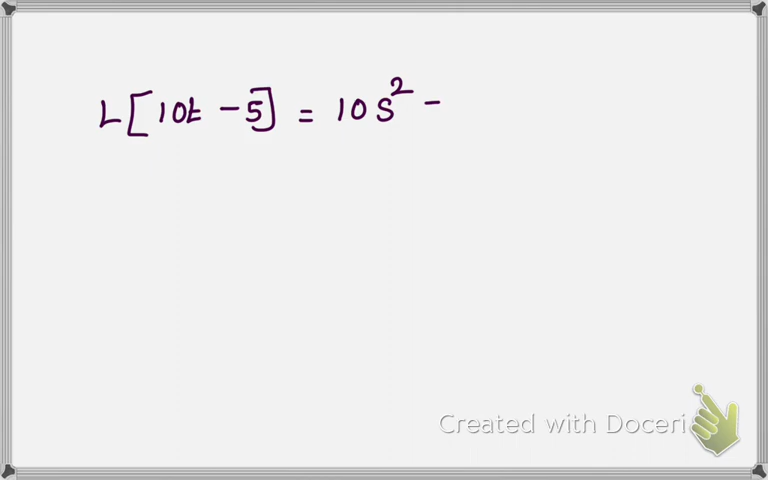 L[10t - 5] = 10S² -
Created with Doceri